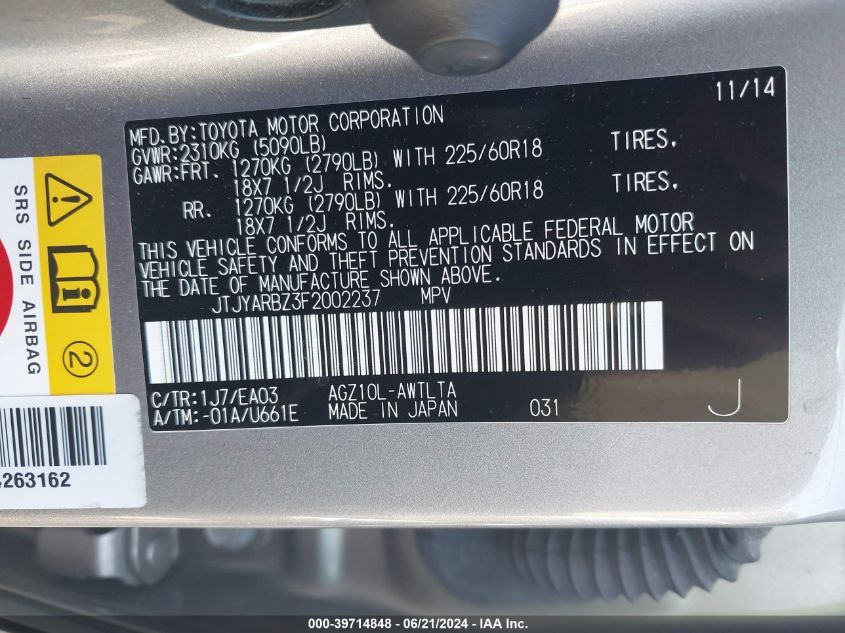 11/14
MFD.BY:TOYOTA MOTOR CORPORATION
GVWR:2310KG (5090LB)
GAWR:FRT. 1270KG (2790LB) WITH 225/60R18 TIRES.
18X7 1/2J RIMS.
RR. 1270KG (2790LB) WITH 225/60R18 TIRES.
18X7 1/2J RIMS.
THIS VEHICLE CONFORMS TO ALL APPLICABLE FEDERAL MOTOR
VEHICLE SAFETY AND THEFT PREVENTION STANDARDS IN EFFECT ON
THE DATE OF MANUFACTURE SHOWN ABOVE.
JTJYARBZ3F2002237 MPV
C/TR:1J7/EA03 AGZ10L-AWTLTA
A/TM:-01A/U661E MADE IN JAPAN 031 J
SRS SIDE AIRBAG
2
263162
000-39714848 - 06/21/2024 - IAA Inc.